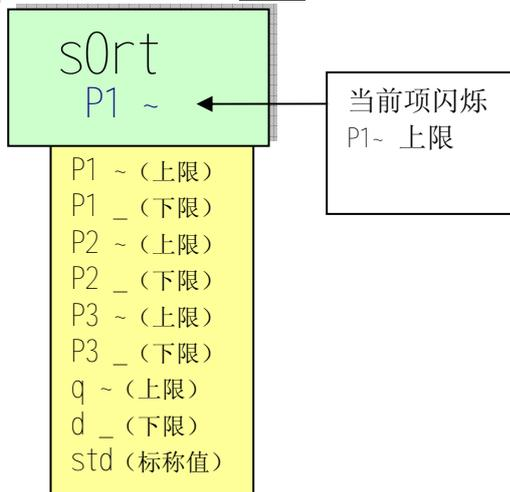 sOrt
P1 ~
当前项闪烁
P1~ 上限
P1 ~（上限）
P1 _（下限）
P2 ~（上限）
P2 _（下限）
P3 ~（上限）
P3 _（下限）
q ~（上限）
d _（下限）
std（标称值）